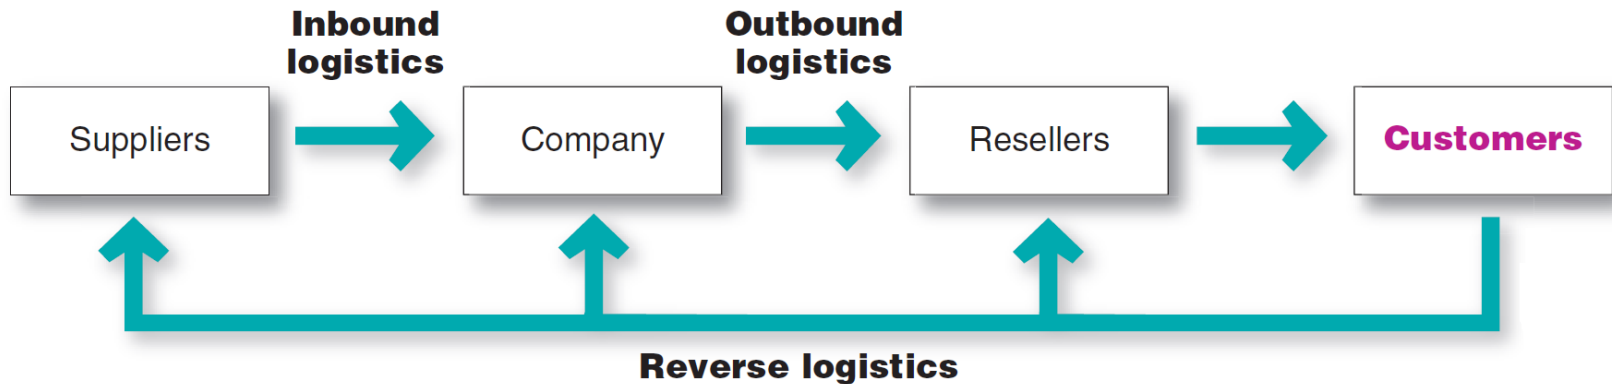 Inbound
logistics
Outbound
logistics
Suppliers
Company
Resellers
Customers
Reverse logistics